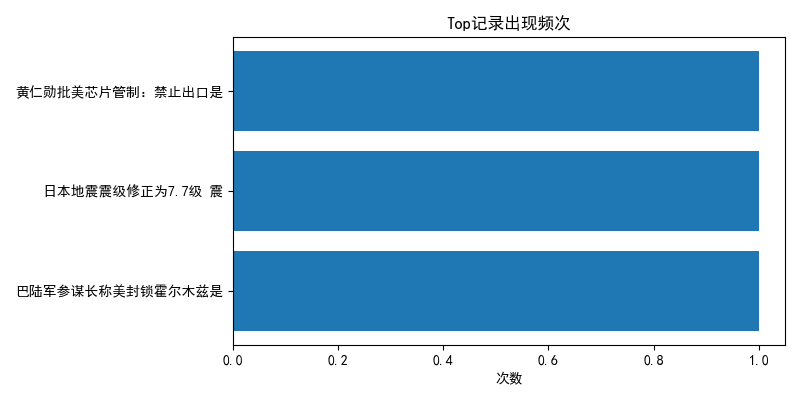 Top记录出现频次
黄仁勋批美芯片管制：禁止出口是
日本地震震级修正为7.7级 震
巴陆军参谋长称美封锁霍尔木兹是
0.0 0.2 0.4 0.6 0.8 1.0
次数